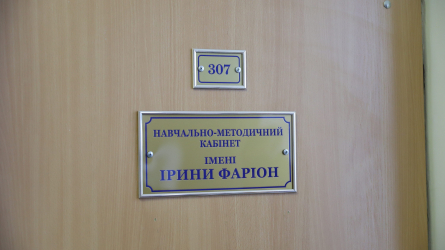 307
НАВЧАЛЬНО-МЕТОДИЧНИЙ
КАБІНЕТ
ІМЕНІ
ІРИНИ ФАРІОН